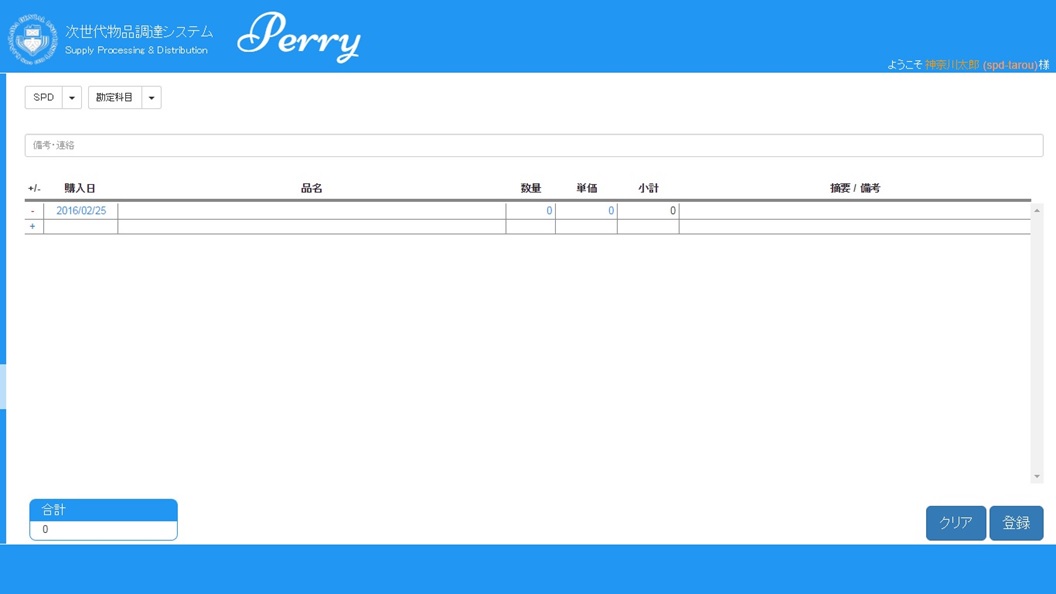 次世代物品調達システム
Supply Processing & Distribution
Perry
ようこそ 神奈川太郎 (spd-tarou)様
SPD 勘定科目
備考・連絡
+/- 購入日 品名 数量 単価 小計 摘要 / 備考
- 2016/02/25 0 0 0
+
合計
0
クリア 登録